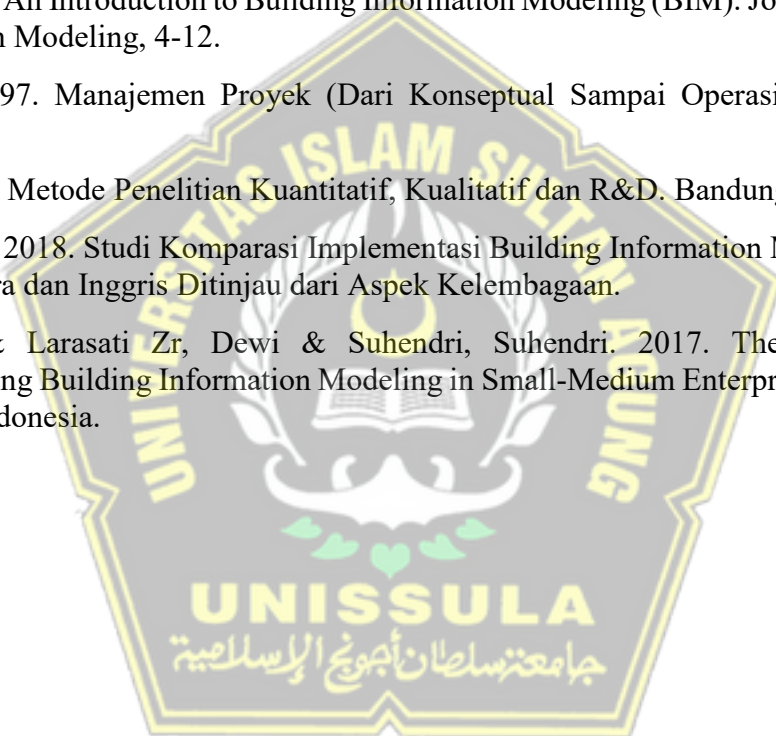 An Introduction to Building Information Modeling (BIM). Jo
n Modeling, 4-12.
97. Manajemen Proyek (Dari Konseptual Sampai Operasi
Metode Penelitian Kuantitatif, Kualitatif dan R&D. Bandung
2018. Studi Komparasi Implementasi Building Information
ra dan Inggris Ditinjau dari Aspek Kelembagaan.
& Larasati Zr, Dewi & Suhendri, Suhendri. 2017. The
ng Building Information Modeling in Small-Medium Enterpr
donesia.
UNIVERSITAS ISLAM SULTAN AGUNG
UNISSULA
جامعة سلطان أجونج الإسلامية